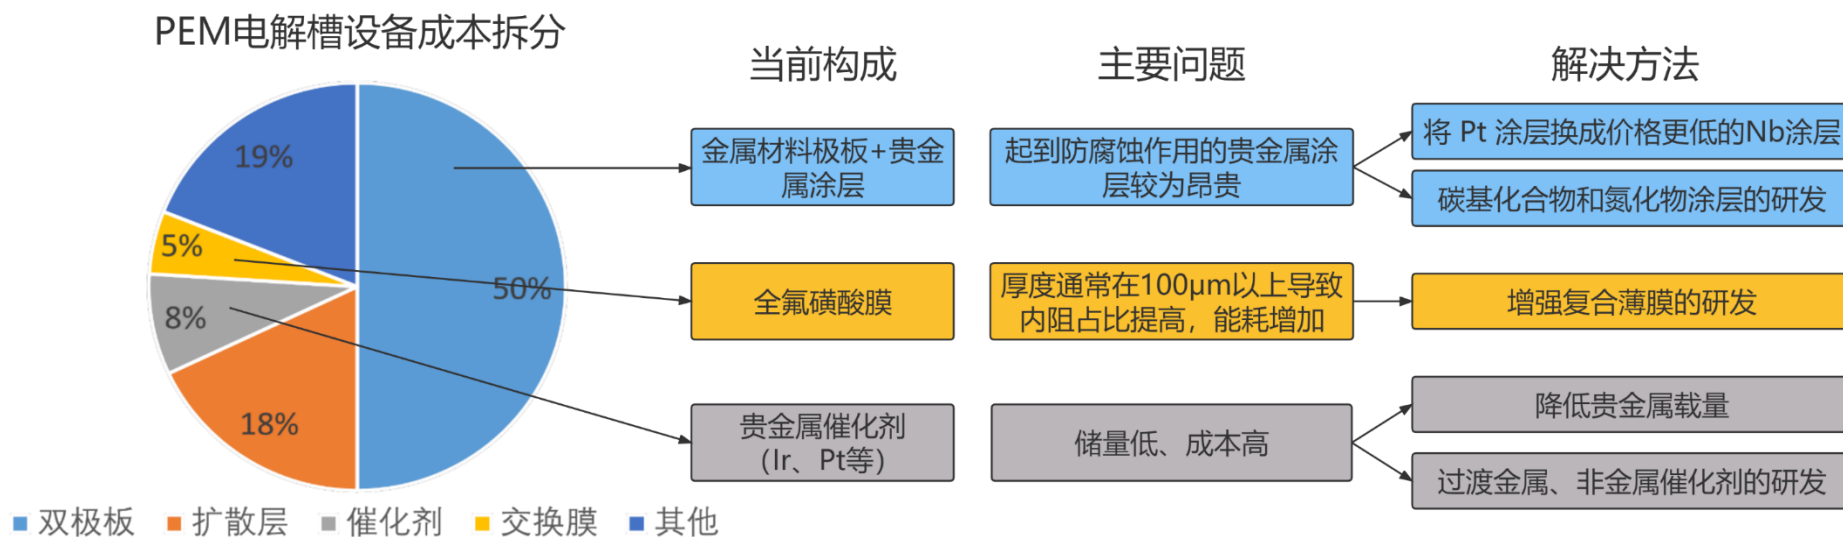 PEM电解槽设备成本拆分
当前构成
主要问题
解决方法
19%
5%
8%
18%
50%
金属材料极板+贵金
属涂层
起到防腐蚀作用的贵金属涂
层较为昂贵
将 Pt 涂层换成价格更低的Nb涂层
碳基化合物和氮化物涂层的研发
全氟磺酸膜
厚度通常在100μm以上导致
内阻占比提高，能耗增加
增强复合薄膜的研发
贵金属催化剂
（Ir、Pt等）
储量低、成本高
降低贵金属载量
过渡金属、非金属催化剂的研发
双极板
扩散层
催化剂
交换膜
其他